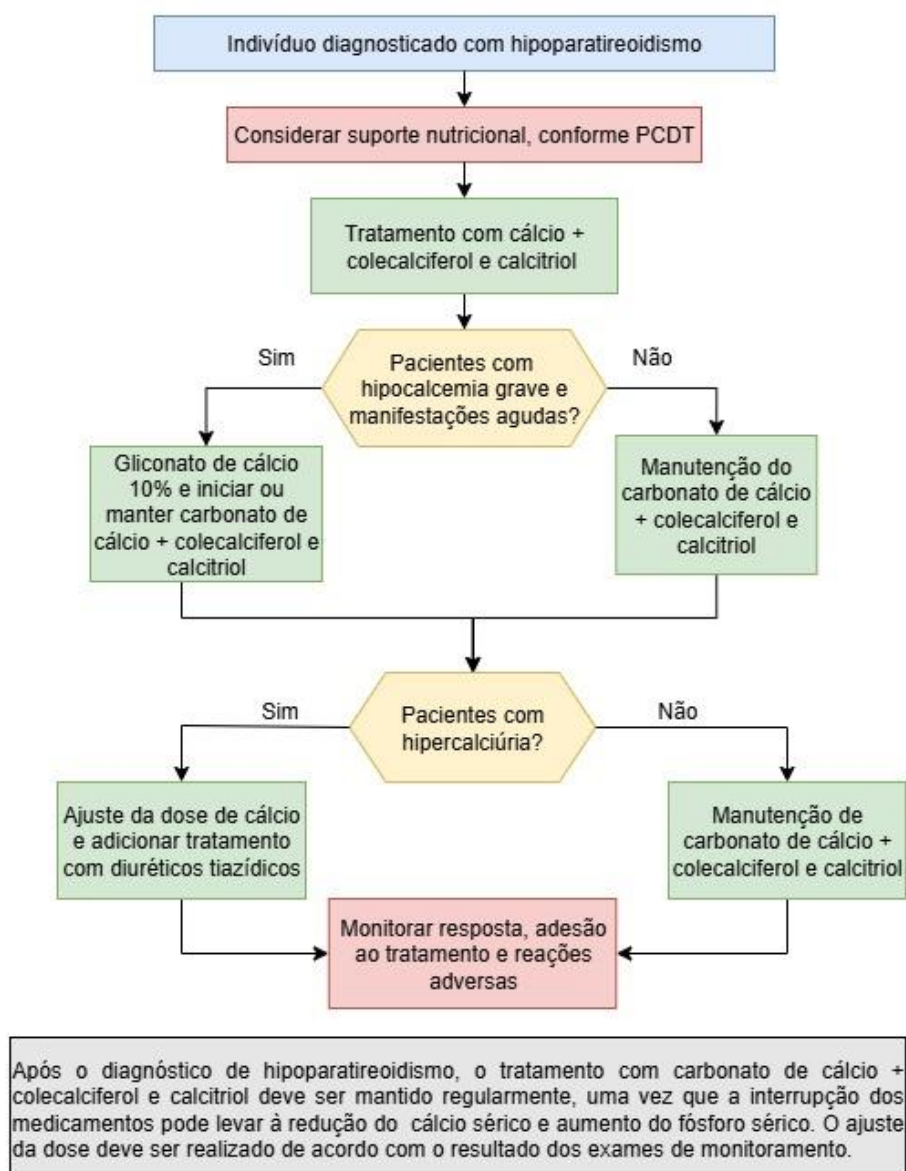 Indivíduo diagnosticado com hipoparatireoidismo
Considerar suporte nutricional, conforme PCDT
Tratamento com cálcio +
colecalciferol e calcitriol
Sim
Pacientes com
hipocalcemia grave e
manifestações agudas?
Não
Gliconato de cálcio
10% e iniciar ou
manter carbonato de
cálcio + colecalciferol e
calcitriol
Manutenção do
carbonato de cálcio
+ colecalciferol e
calcitriol
Sim
Pacientes com
hipercalciúria?
Não
Ajuste da dose de cálcio
e adicionar tratamento
com diuréticos tiazídicos
Manutenção de
carbonato de cálcio +
colecalciferol e calcitriol
Monitorar resposta, adesão
ao tratamento e reações
adversas
Após o diagnóstico de hipoparatireoidismo, o tratamento com carbonato de cálcio +
colecalciferol e calcitriol deve ser mantido regularmente, uma vez que a interrupção dos
medicamentos pode levar à redução do cálcio sérico e aumento do fósforo sérico. O ajuste
da dose deve ser realizado de acordo com o resultado dos exames de monitoramento.